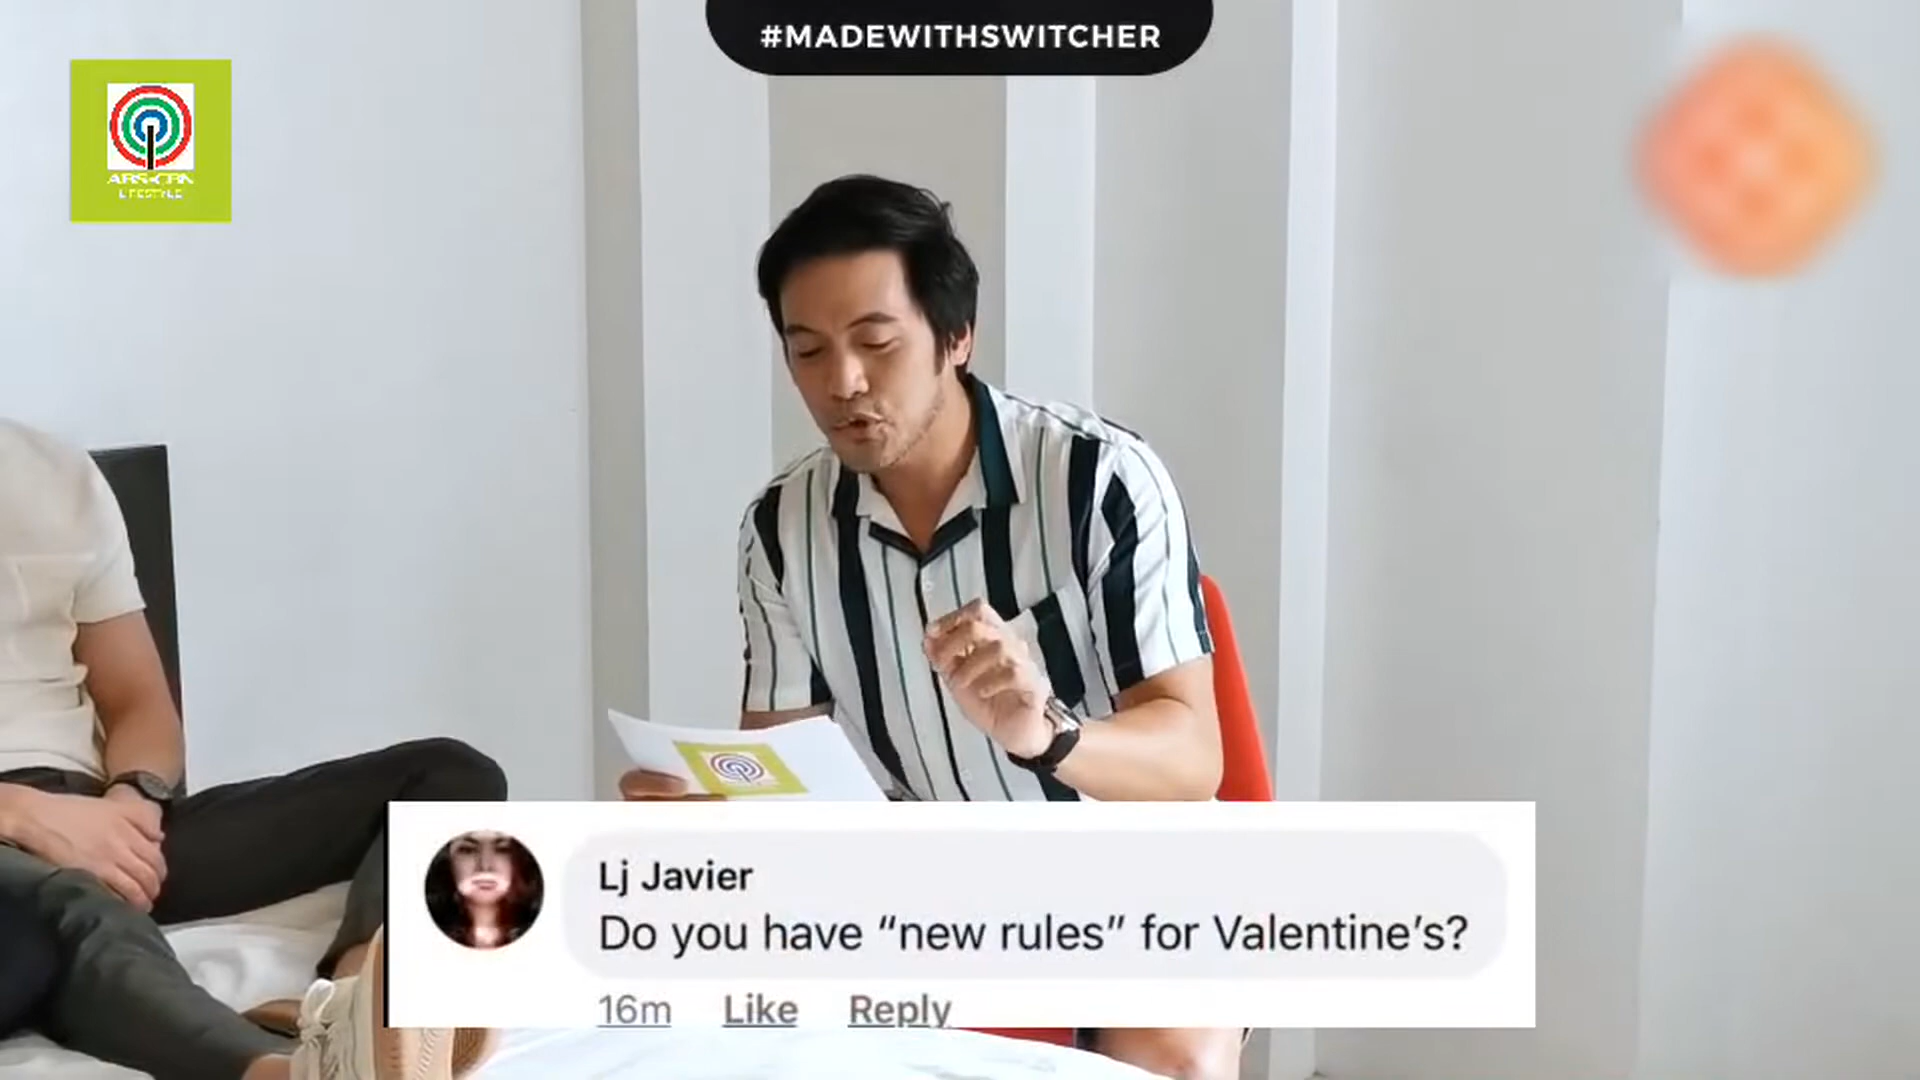 #MADEWITHSWITCHER
ABS-CBN
LIFESTYLE
Lj Javier
Do you have “new rules” for Valentine’s?
16m Like Reply